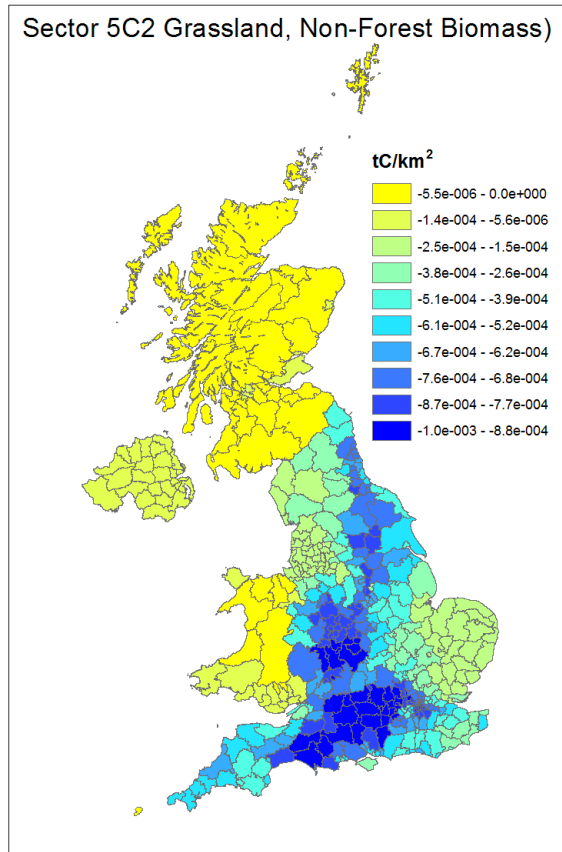 Sector 5C2 Grassland, Non-Forest Biomass)
tC/km²
-5.5e-006 - 0.0e+000
-1.4e-004 - -5.6e-006
-2.5e-004 - -1.5e-004
-3.8e-004 - -2.6e-004
-5.1e-004 - -3.9e-004
-6.1e-004 - -5.2e-004
-6.7e-004 - -6.2e-004
-7.6e-004 - -6.8e-004
-8.7e-004 - -7.7e-004
-1.0e-003 - -8.8e-004